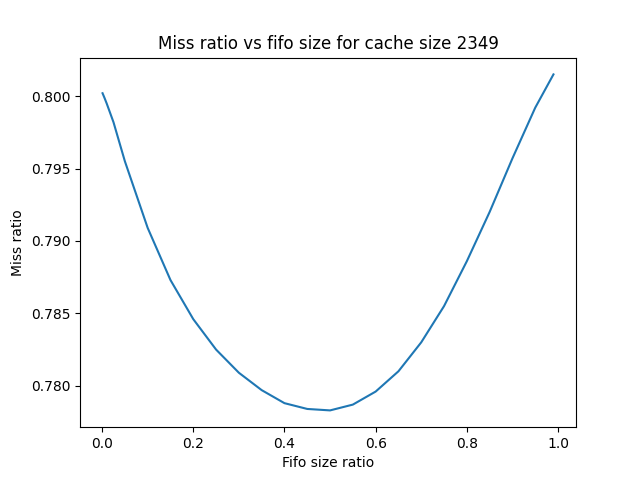 Miss ratio vs fifo size for cache size 2349
0.800
0.795
0.790
0.785
0.780
Miss ratio
0.0 0.2 0.4 0.6 0.8 1.0
Fifo size ratio